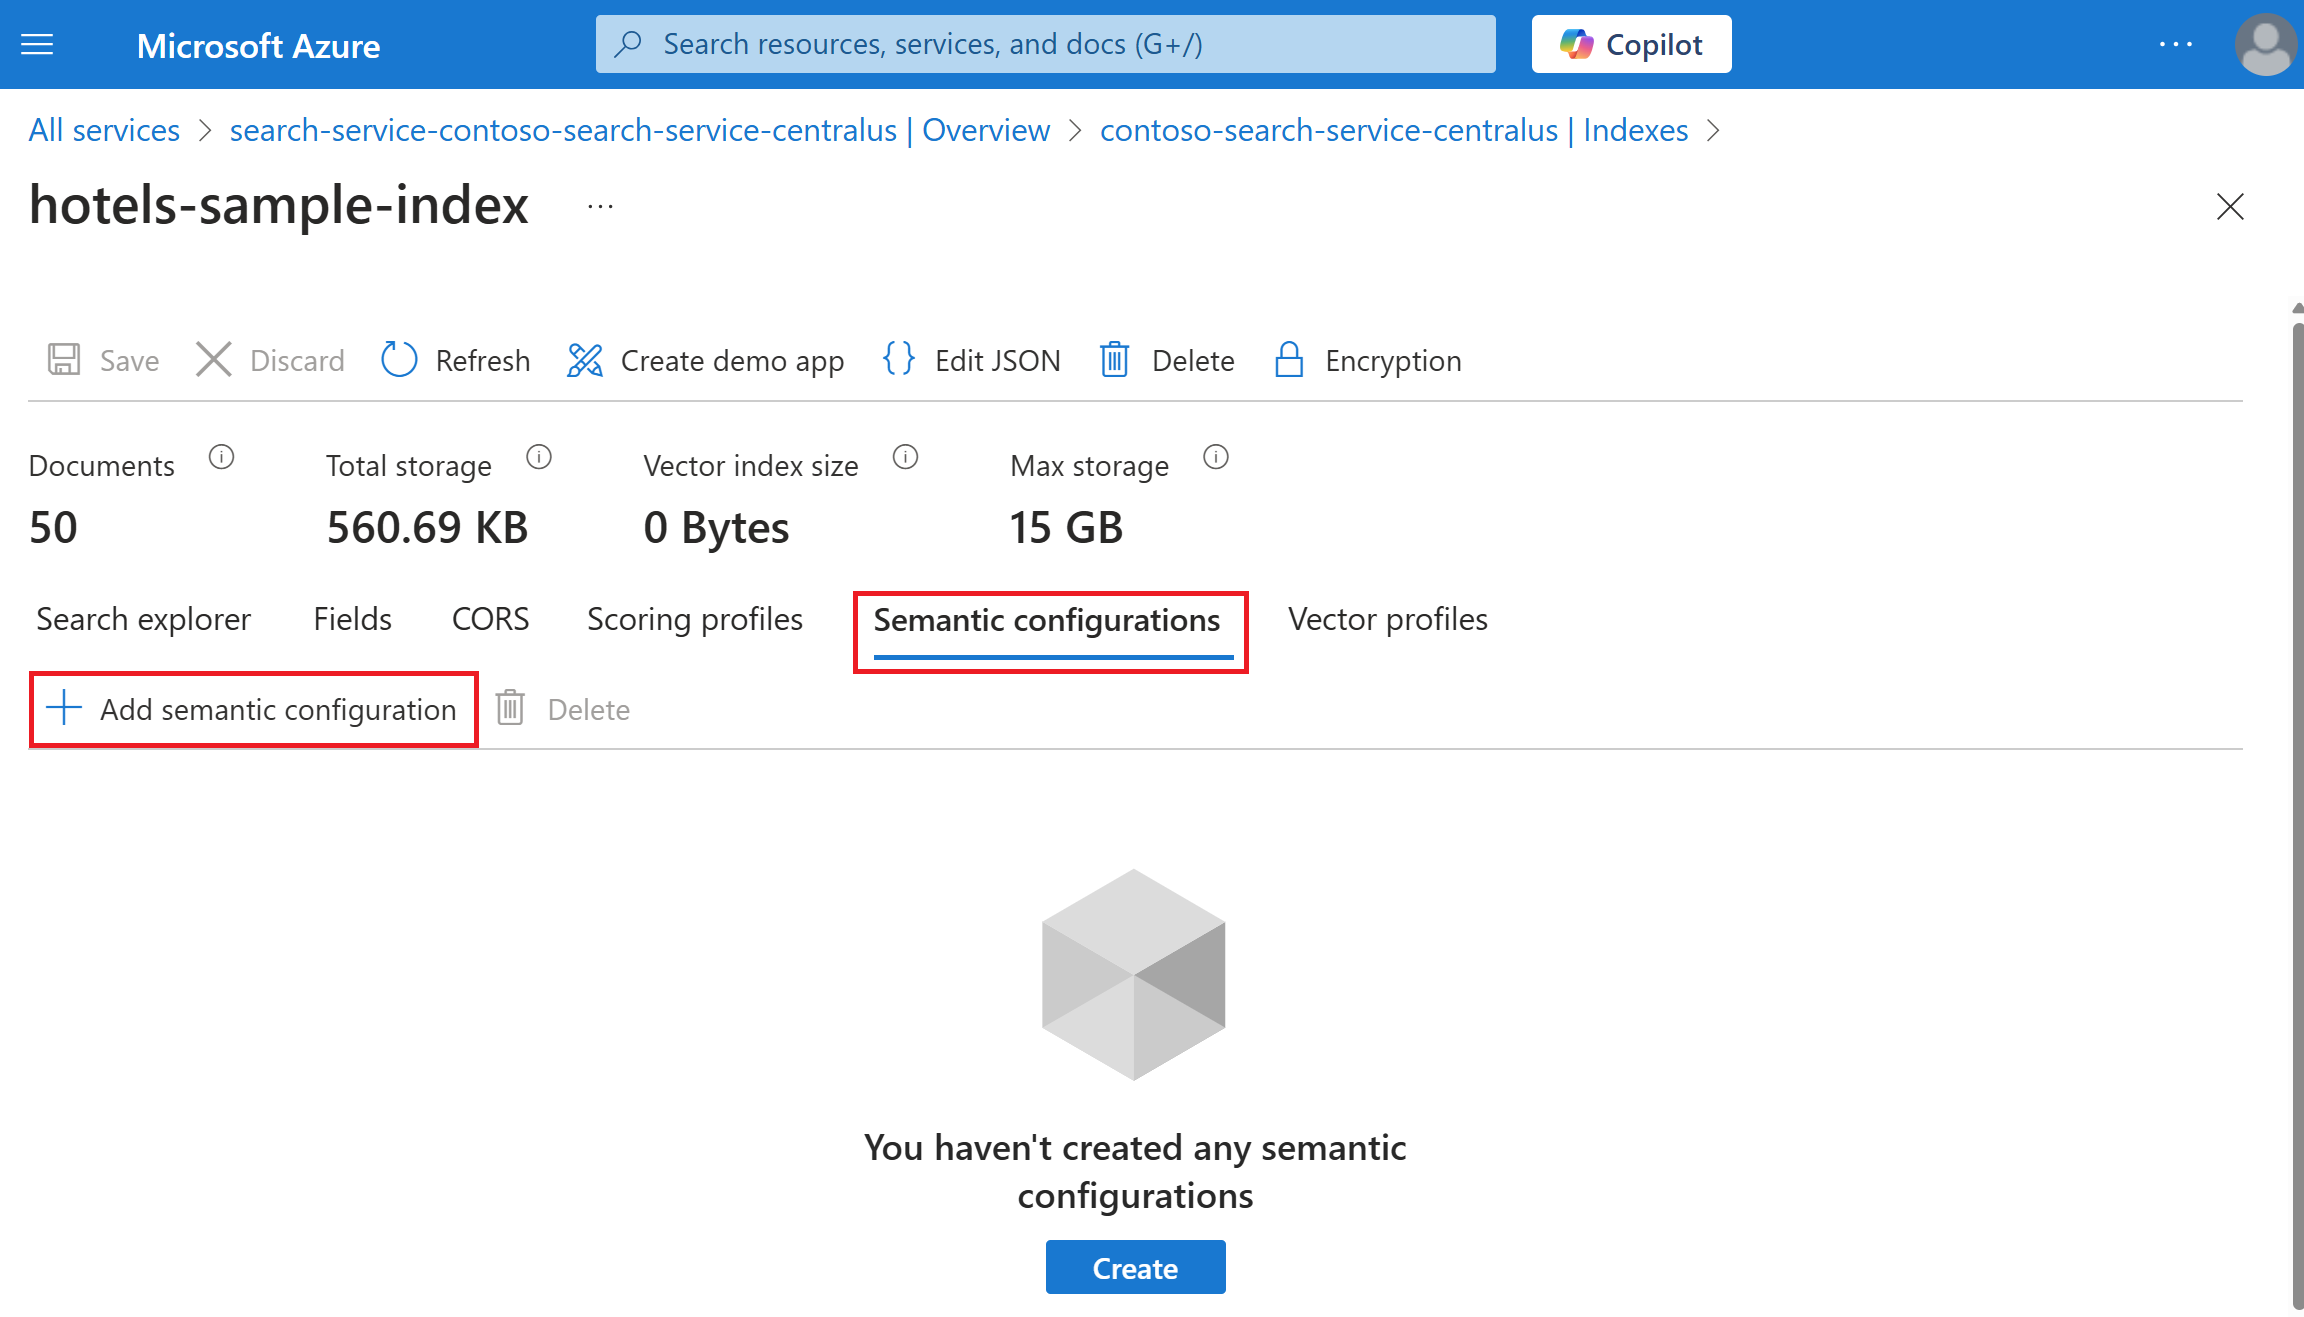 Microsoft Azure
Search resources, services, and docs (G+/)
Copilot
All services > search-service-contoso-search-service-centralus | Overview > contoso-search-service-centralus | Indexes >
hotels-sample-index ...
Save Discard Refresh Create demo app {} Edit JSON Delete Encryption
Documents Total storage Vector index size Max storage
50 560.69 KB 0 Bytes 15 GB
Search explorer Fields CORS Scoring profiles Semantic configurations Vector profiles
Add semantic configuration Delete
You haven't created any semantic
configurations
Create